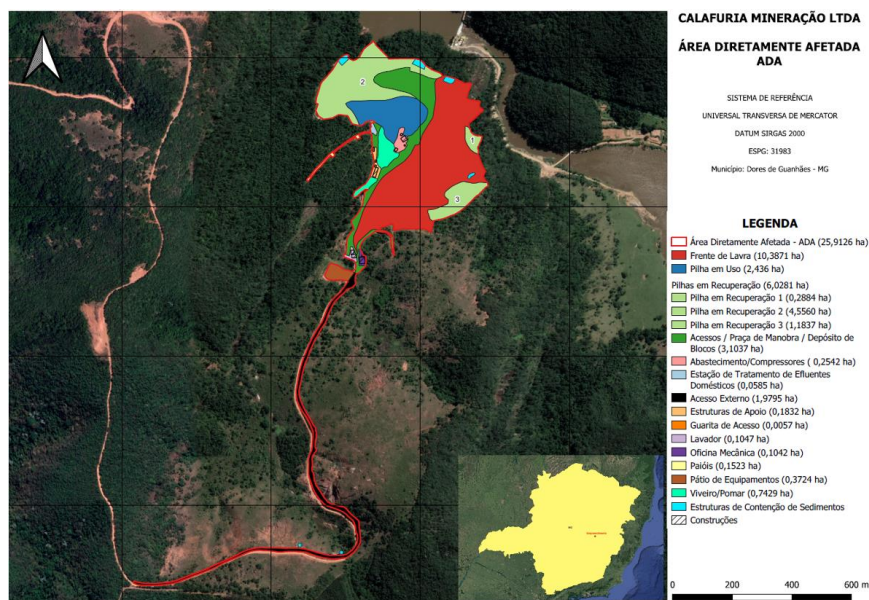 CALAFURIA MINERAÇÃO LTDA
ÁREA DIRETAMENTE AFETADA
ADA
SISTEMA DE REFERÊNCIA
UNIVERSAL TRANSVERSA DE MERCATOR
DATUM SIRGAS 2000
ESPG: 31983
Município: Dores de Guanhães - MG
LEGENDA
Área Diretamente Afetada - ADA (25,9126 ha)
Frente de Lavra (10,3871 ha)
Pilha em Uso (2,436 ha)
Pilhas em Recuperação (6,0281 ha)
Pilha em Recuperação 1 (0,2884 ha)
Pilha em Recuperação 2 (4,5560 ha)
Pilha em Recuperação 3 (1,1837 ha)
Acessos / Praça de Manobra / Depósito de
Blocos (3,1037 ha)
Abastecimento/Compressores ( 0,2542 ha)
Estação de Tratamento de Efluentes
Domésticos (0,0585 ha)
Acesso Externo (1,9795 ha)
Estruturas de Apoio (0,1832 ha)
Guarita de Acesso (0,0057 ha)
Lavador (0,1047 ha)
Oficina Mecânica (0,1042 ha)
Paióis (0,1523 ha)
Pátio de Equipamentos (0,3724 ha)
Viveiro/Pomar (0,7429 ha)
Estruturas de Contenção de Sedimentos
Construções
0 200 400 600 m
2
1
3